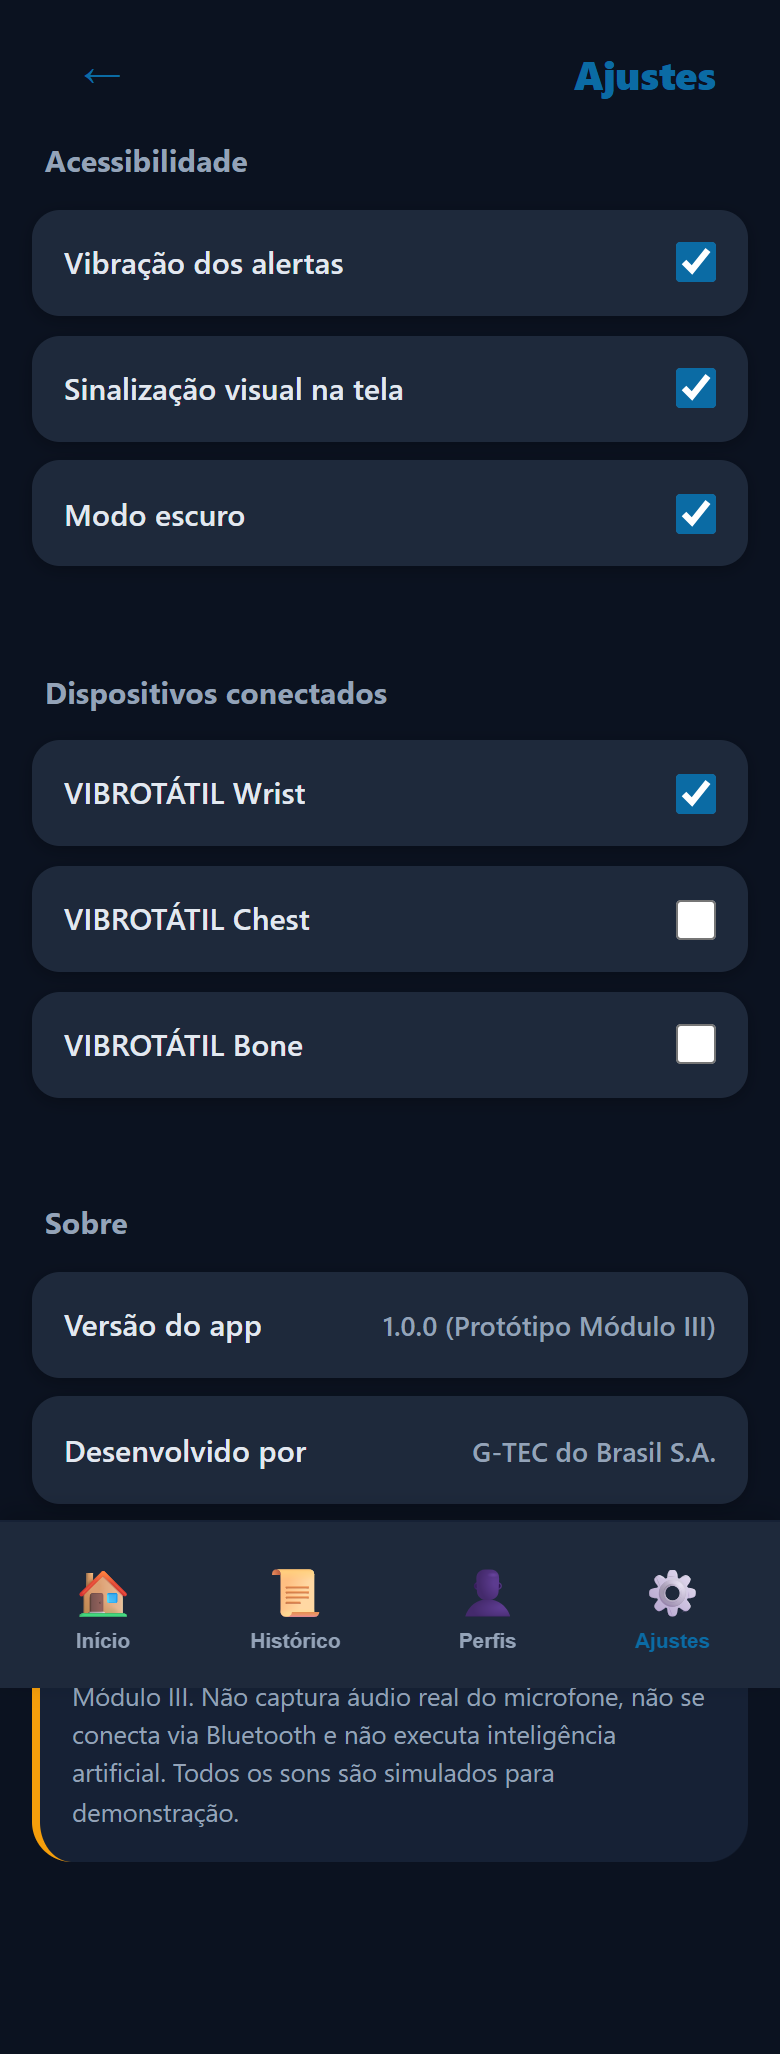 ←
Ajustes
Acessibilidade
Vibração dos alertas
Sinalização visual na tela
Modo escuro
Dispositivos conectados
VIBROTÁTIL Wrist
VIBROTÁTIL Chest
VIBROTÁTIL Bone
Sobre
Versão do app 1.0.0 (Protótipo Módulo III)
Desenvolvido por G-TEC do Brasil S.A.
Início Histórico Perfis Ajustes
Módulo III. Não captura áudio real do microfone, não se
conecta via Bluetooth e não executa inteligência
artificial. Todos os sons são simulados para
demonstração.